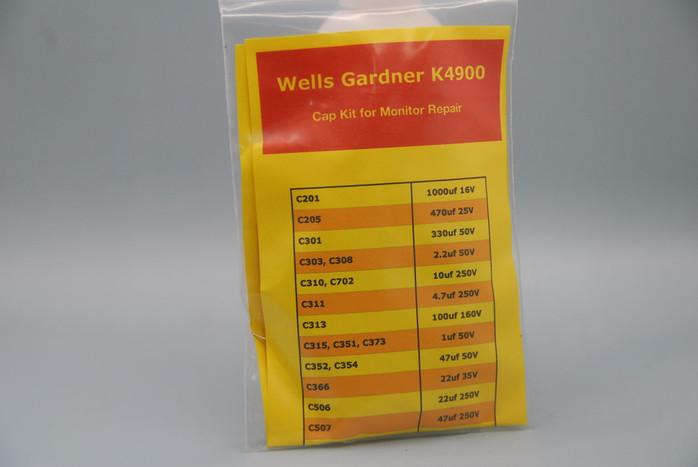 Wells Gardner K4900
Cap Kit for Monitor Repair
C201 1000uf 16V
C205 470uf 25V
C301 330uf 50V
C303, C308 2.2uf 50V
C310, C702 10uf 250V
C311 4.7uf 250V
C313 100uf 160V
C315, C351, C373 1uf 50V
C352, C354 47uf 50V
C366 22uf 35V
C506 22uf 250V
C507 47uf 250V